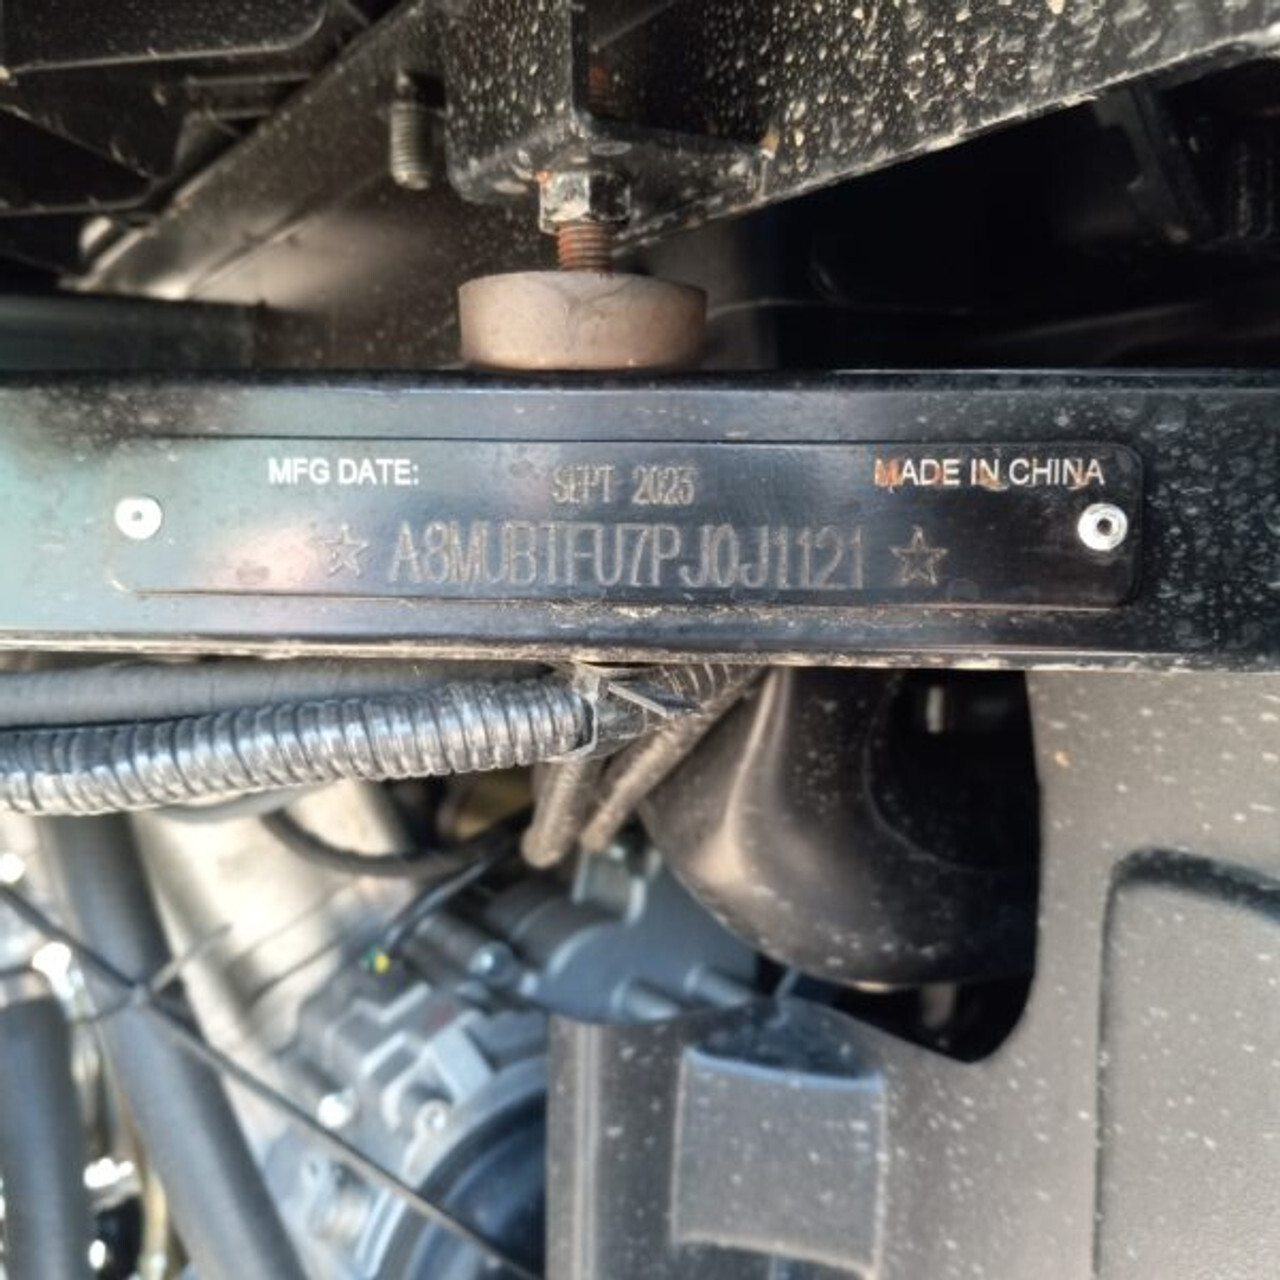 MFG DATE: SEPT 2023 MADE IN CHINA
☆ A8MUBTFU7PJ0J1121 ☆